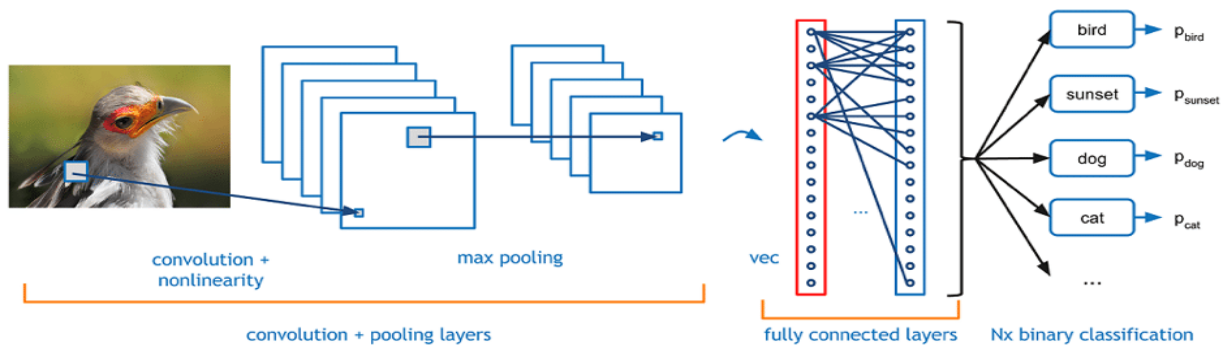 bird
p_bird
sunset
p_sunset
dog
p_dog
cat
p_cat
...
...
convolution +
nonlinearity
max pooling
vec
convolution + pooling layers
fully connected layers
Nx binary classification